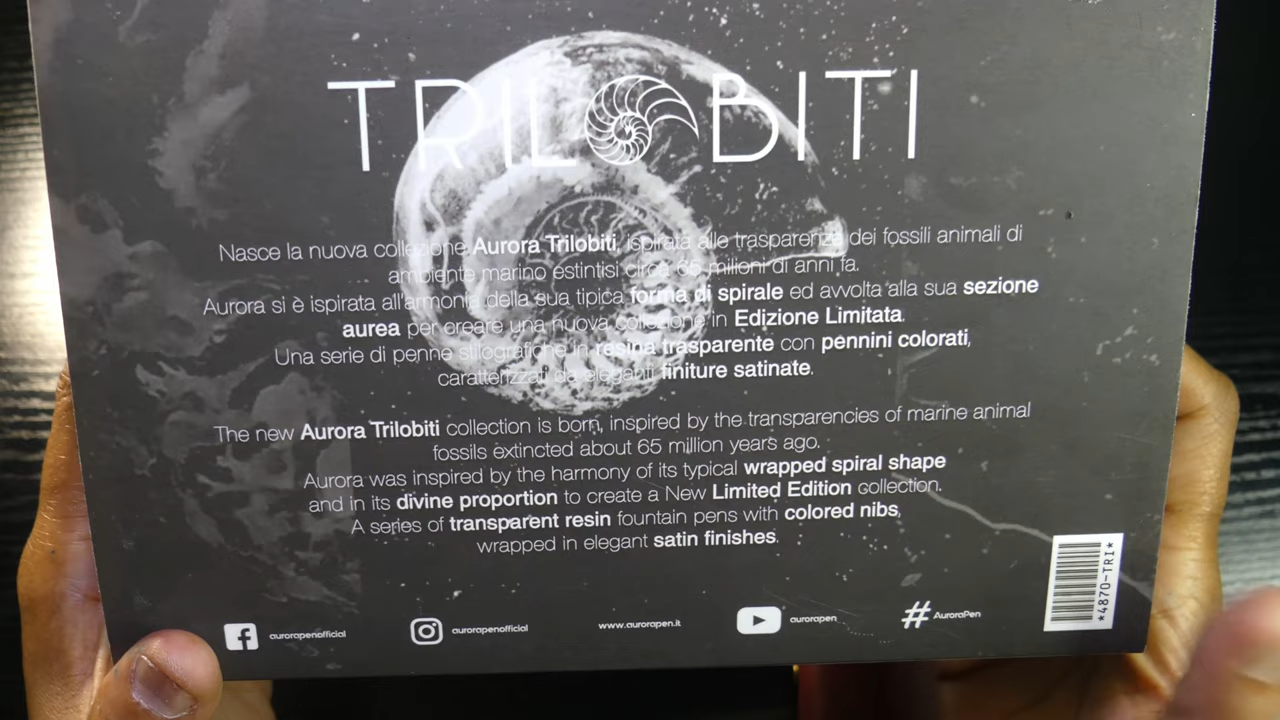 TRILOBITI
Nasce la nuova collezione Aurora Trilobiti, ispirata alle trasparenze dei fossili animali di
ambiente marino estintisi circa 65 milioni di anni fa.
Aurora si è ispirata all'armonia della sua tipica forma di spirale ed avvolta alla sua sezione
aurea per creare una nuova collezione in Edizione Limitata.
Una serie di penne stilografiche in resina trasparente con pennini colorati,
caratterizzati da eleganti finiture satinate.
The new Aurora Trilobiti collection is born, inspired by the transparencies of marine animal
fossils extincted about 65 million years ago.
Aurora was inspired by the harmony of its typical wrapped spiral shape
and in its divine proportion to create a New Limited Edition collection.
A series of transparent resin fountain pens with colored nibs,
wrapped in elegant satin finishes.
aurorapenofficial aurorapenofficial www.aurorapen.it aurorapen #AuroraPen
*4870-TRI*